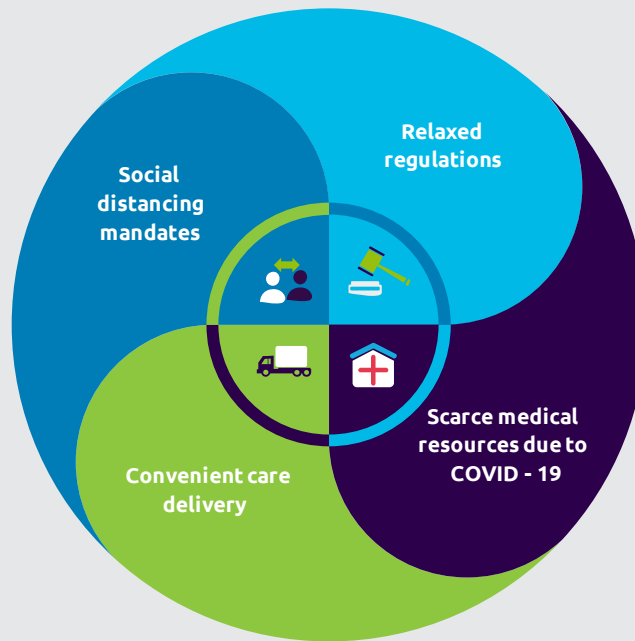 Social
distancing
mandates
Relaxed
regulations
Convenient care
delivery
Scarce medical
resources due to
COVID - 19